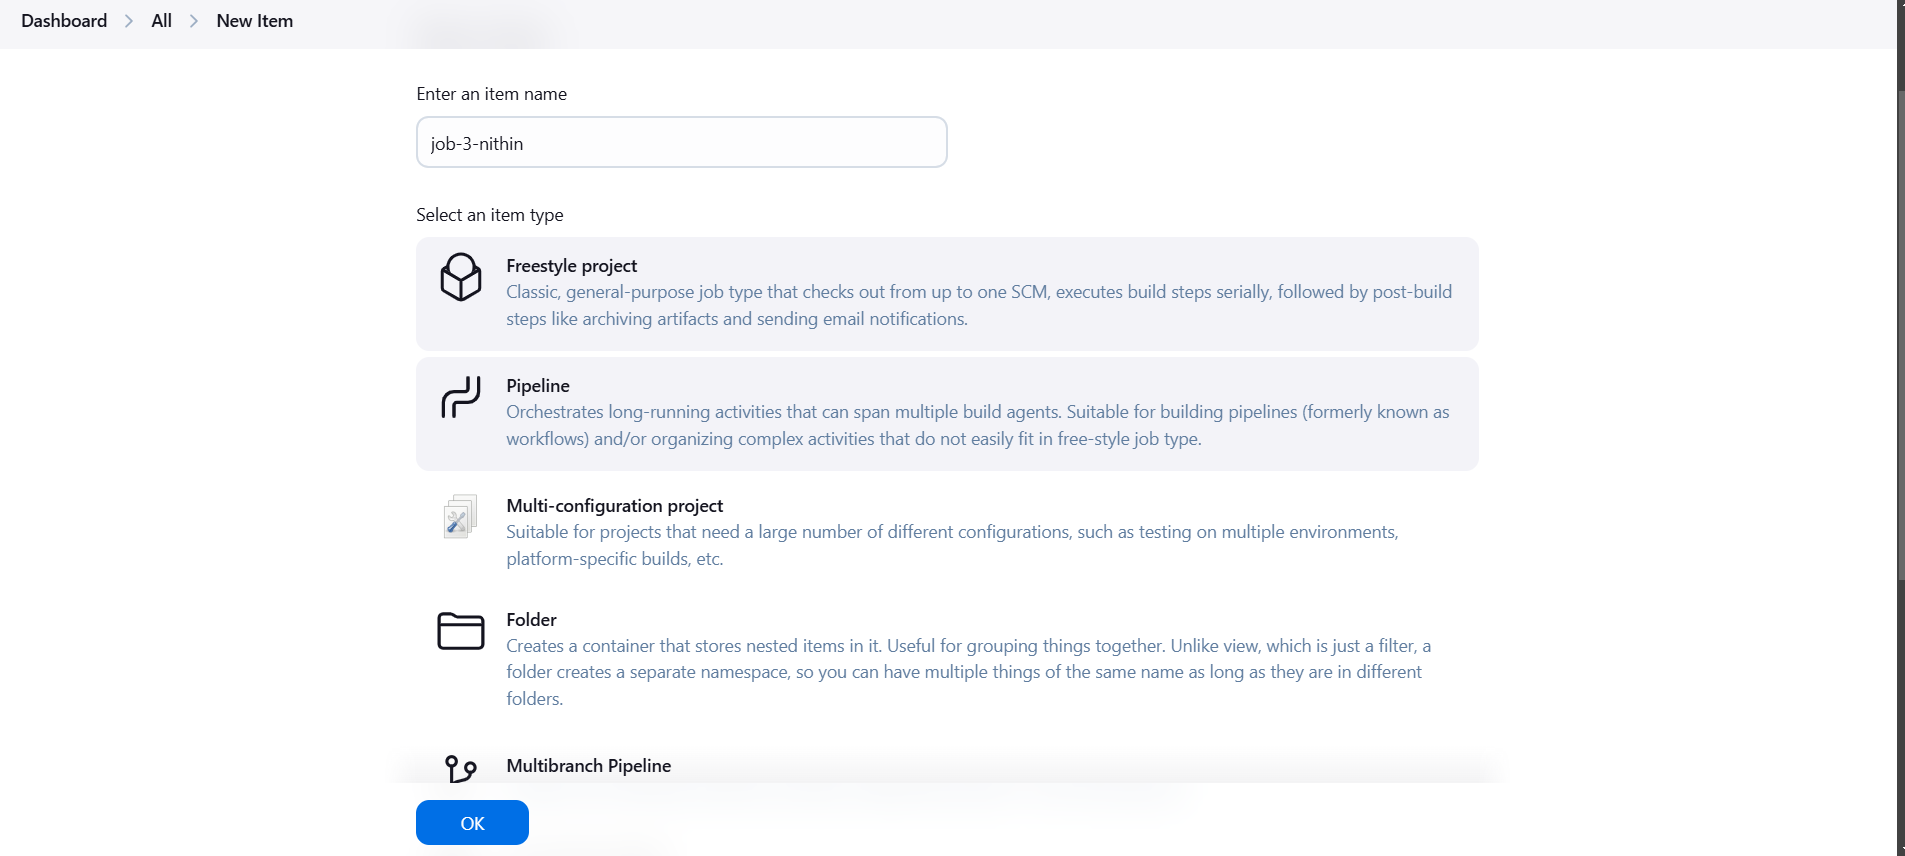 Dashboard > All > New Item
Enter an item name
job-3-nithin
Select an item type
Freestyle project
Classic, general-purpose job type that checks out from up to one SCM, executes build steps serially, followed by post-build
steps like archiving artifacts and sending email notifications.
Pipeline
Orchestrates long-running activities that can span multiple build agents. Suitable for building pipelines (formerly known as
workflows) and/or organizing complex activities that do not easily fit in free-style job type.
Multi-configuration project
Suitable for projects that need a large number of different configurations, such as testing on multiple environments,
platform-specific builds, etc.
Folder
Creates a container that stores nested items in it. Useful for grouping things together. Unlike view, which is just a filter, a
folder creates a separate namespace, so you can have multiple things of the same name as long as they are in different
folders.
Multibranch Pipeline
OK